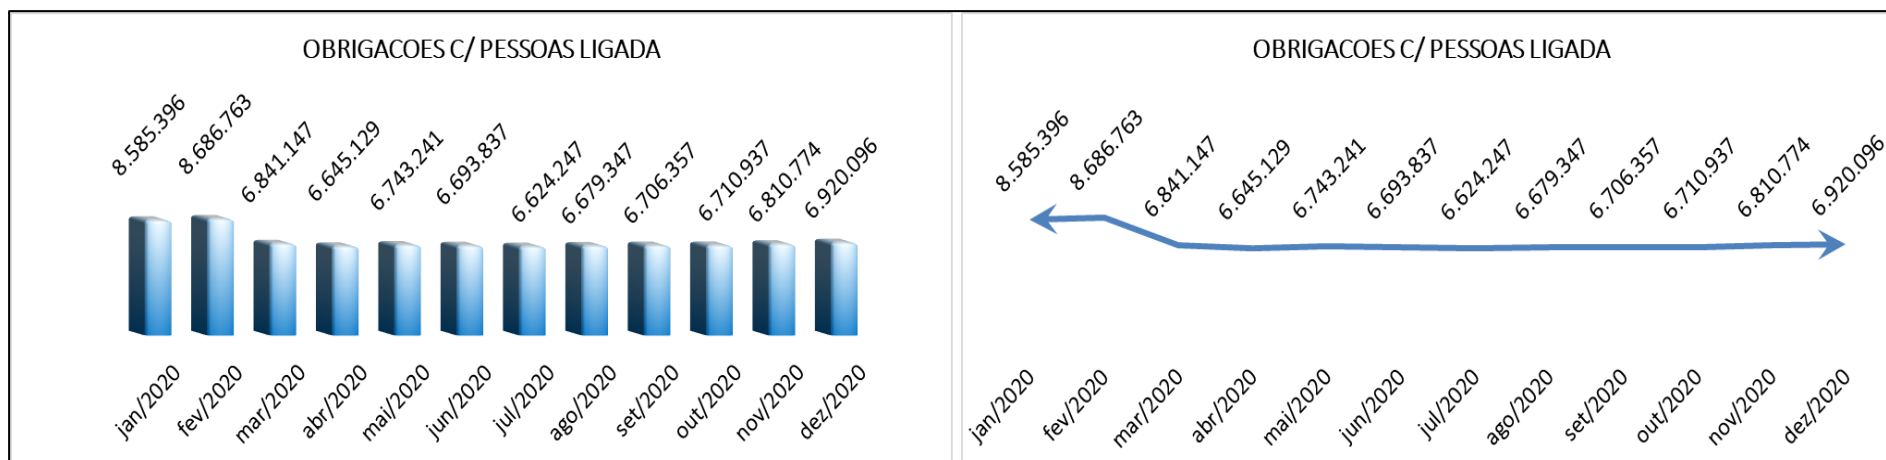 OBRIGACOES C/ PESSOAS LIGADA
8.585.396
8.686.763
6.841.147
6.645.129
6.743.241
6.693.837
6.624.247
6.679.347
6.706.357
6.710.937
6.810.774
6.920.096
jan/2020
fev/2020
mar/2020
abr/2020
mai/2020
jun/2020
jul/2020
ago/2020
set/2020
out/2020
nov/2020
dez/2020
OBRIGACOES C/ PESSOAS LIGADA
8.585.396
8.686.763
6.841.147
6.645.129
6.743.241
6.693.837
6.624.247
6.679.347
6.706.357
6.710.937
6.810.774
6.920.096
jan/2020
fev/2020
mar/2020
abr/2020
mai/2020
jun/2020
jul/2020
ago/2020
set/2020
out/2020
nov/2020
dez/2020